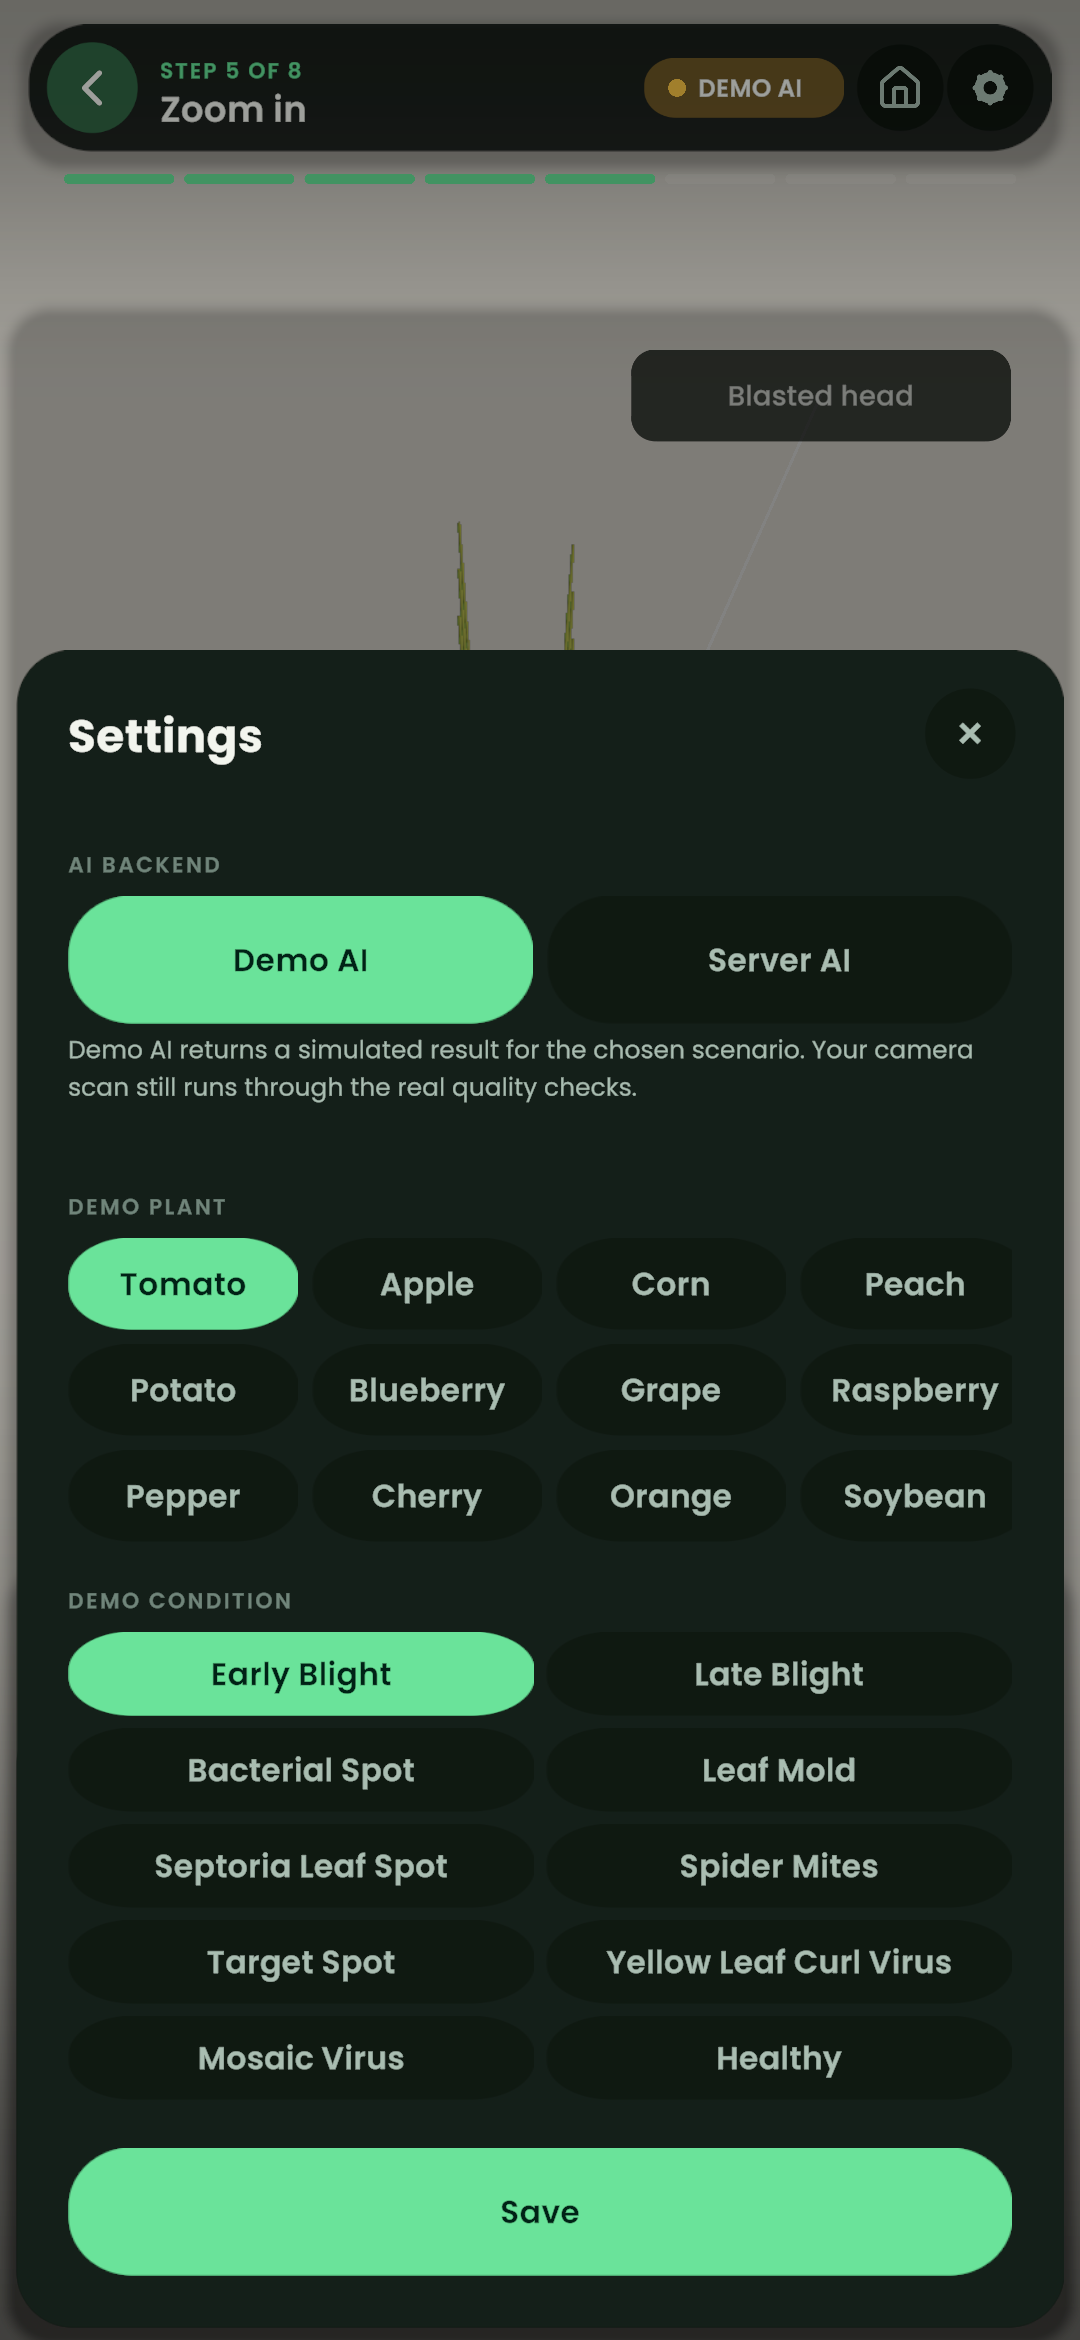 STEP 5 OF 8
Zoom in
DEMO AI
Blasted head
Settings
AI BACKEND
Demo AI
Server AI
Demo AI returns a simulated result for the chosen scenario. Your camera
scan still runs through the real quality checks.
DEMO PLANT
Tomato
Apple
Corn
Peach
Potato
Blueberry
Grape
Raspberry
Pepper
Cherry
Orange
Soybean
DEMO CONDITION
Early Blight
Late Blight
Bacterial Spot
Leaf Mold
Septoria Leaf Spot
Spider Mites
Target Spot
Yellow Leaf Curl Virus
Mosaic Virus
Healthy
Save